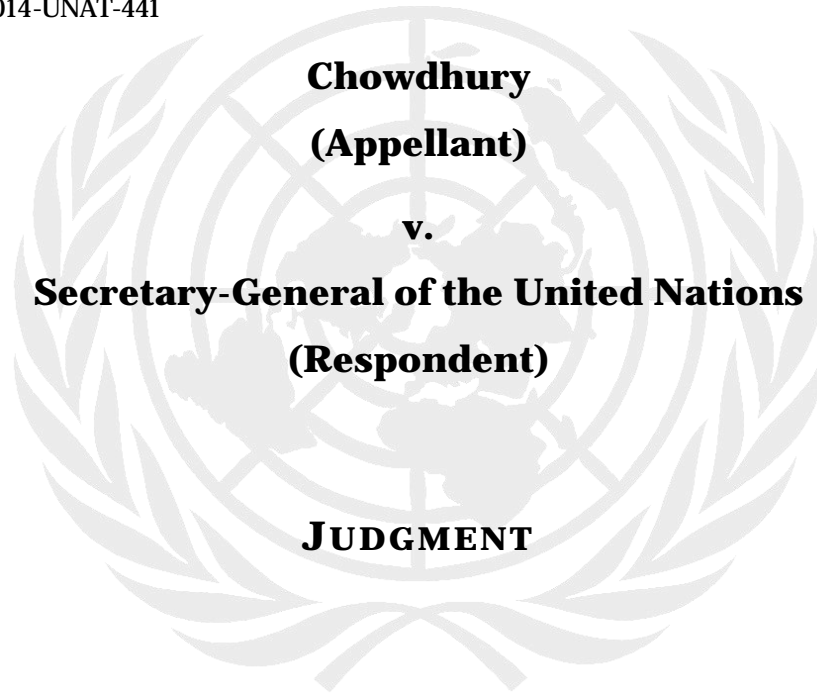 014-UNAT-441
Chowdhury
(Appellant)
v.
Secretary-General of the United Nations
(Respondent)
JUDGMENT